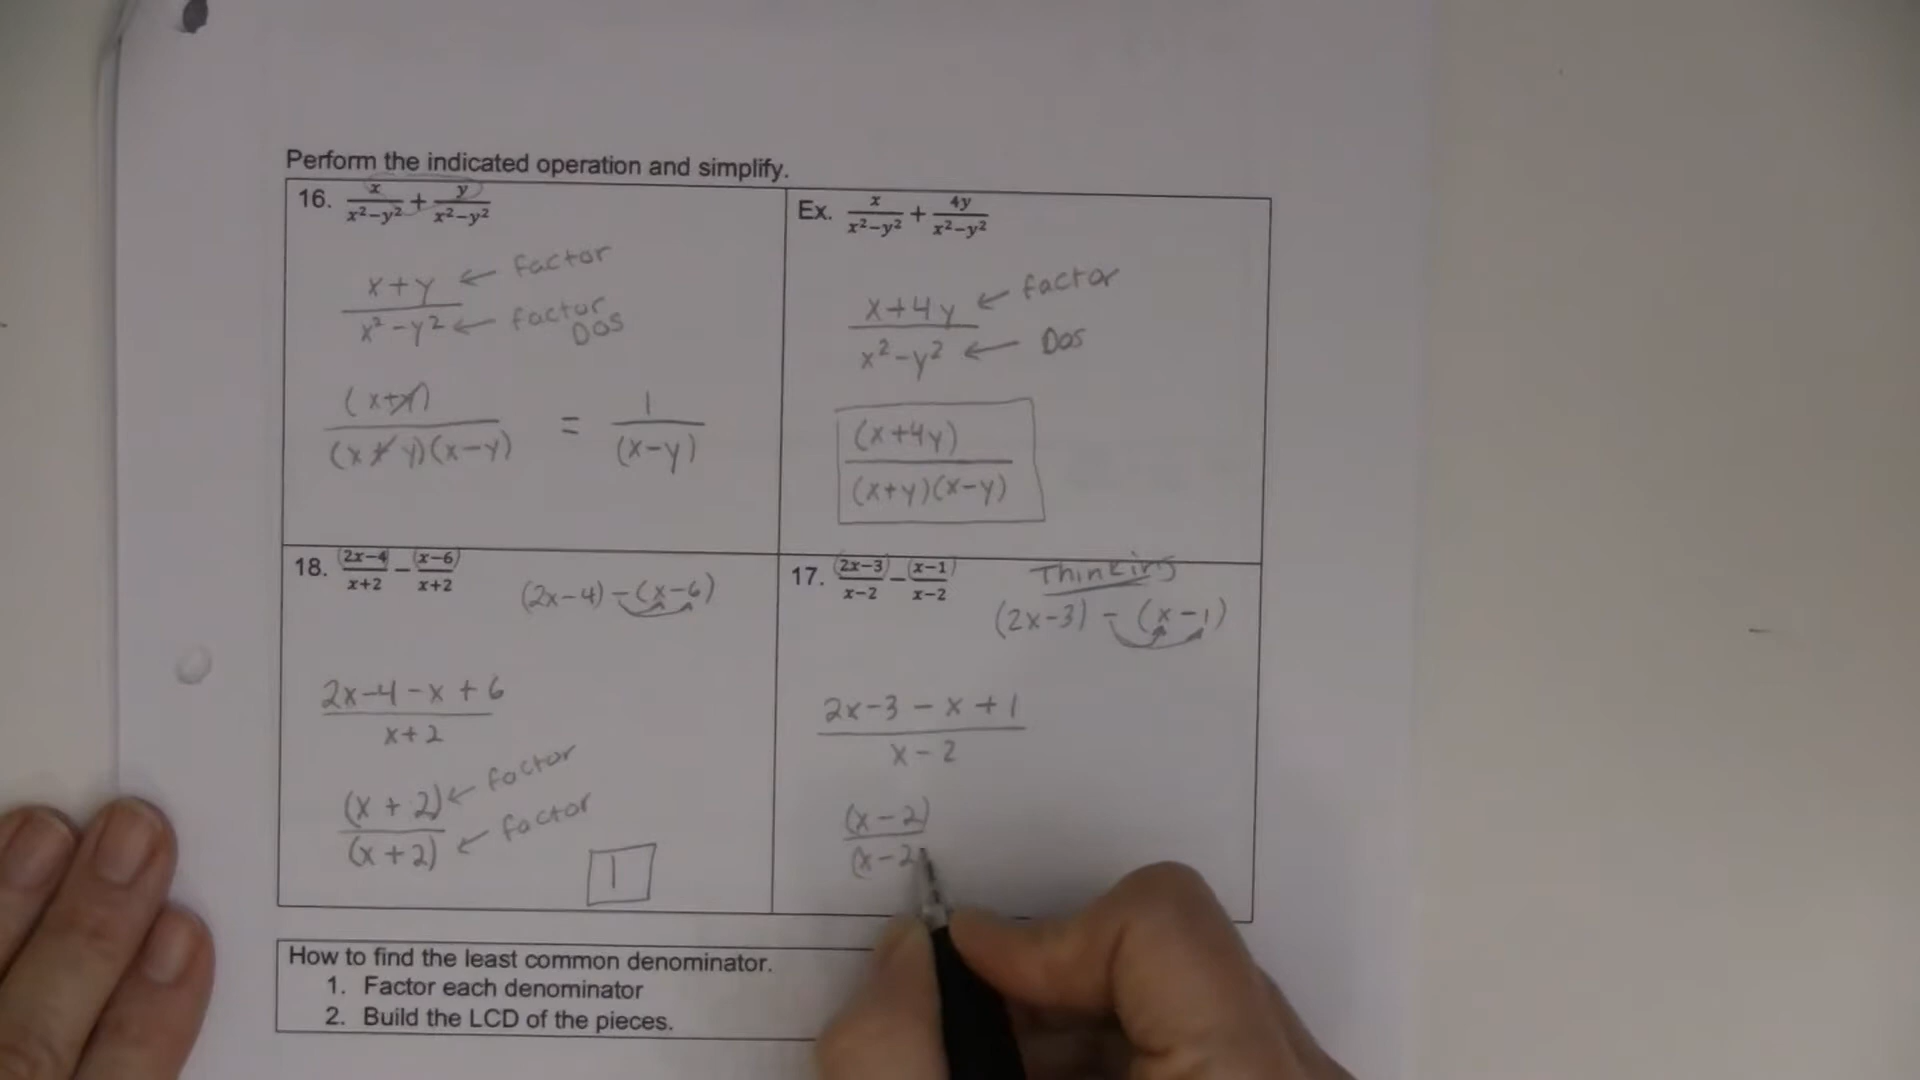 Perform the indicated operation and simplify.
16. x/(x²−y²) + y/(x²−y²)
x+y ← factor
x²−y² ← factor
DOS
(x+y)
(x+y)(x−y)
= 1/(x−y)
Ex. x/(x²−y²) + 4y/(x²−y²)
x+4y ← factor
x²−y² ← DOS
(x+4y)
(x+y)(x−y)
18. (2x−4)/(x+2) − (x−6)/(x+2)
(2x−4) − (x−6)
2x−4−x+6
x+2
(x+2) ← factor
(x+2) ← factor
1
17. (2x−3)/(x−2) − (x−1)/(x−2)
Thinking
(2x−3) − (x−1)
2x−3−x+1
x−2
(x−2)
(x−2
How to find the least common denominator.
1. Factor each denominator
2. Build the LCD of the pieces.